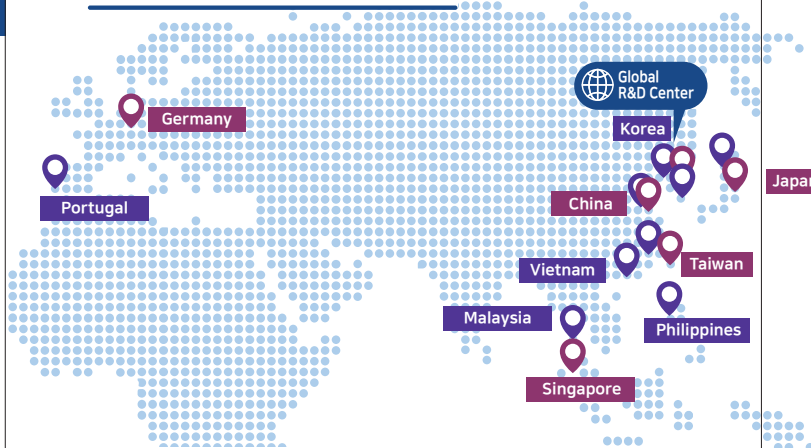 Global
R&D Center
Korea
Germany
Japan
China
Portugal
Taiwan
Vietnam
Malaysia
Philippines
Singapore